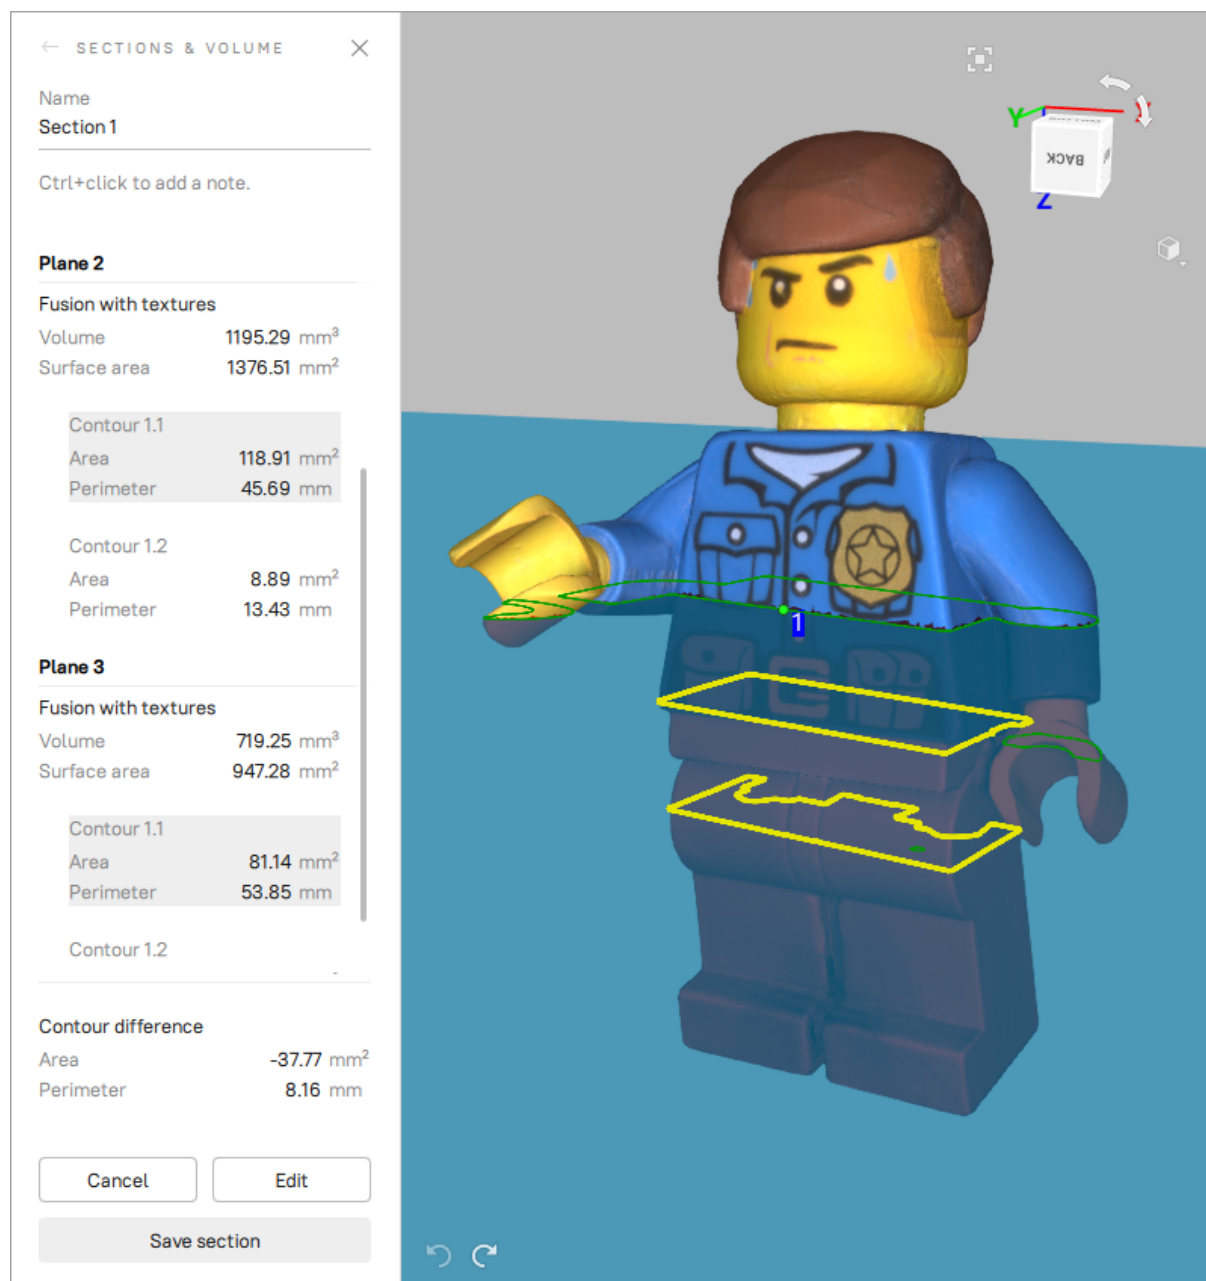 ← SECTIONS & VOLUME
Name
Section 1
Ctrl+click to add a note.
Plane 2
Fusion with textures
Volume 1195.29 mm³
Surface area 1376.51 mm²
Contour 1.1
Area 118.91 mm²
Perimeter 45.69 mm
Contour 1.2
Area 8.89 mm²
Perimeter 13.43 mm
Plane 3
Fusion with textures
Volume 719.25 mm³
Surface area 947.28 mm²
Contour 1.1
Area 81.14 mm²
Perimeter 53.85 mm
Contour 1.2
Contour difference
Area -37.77 mm²
Perimeter 8.16 mm
Cancel Edit
Save section
Y X
BOTTOM
BACK
Z
1